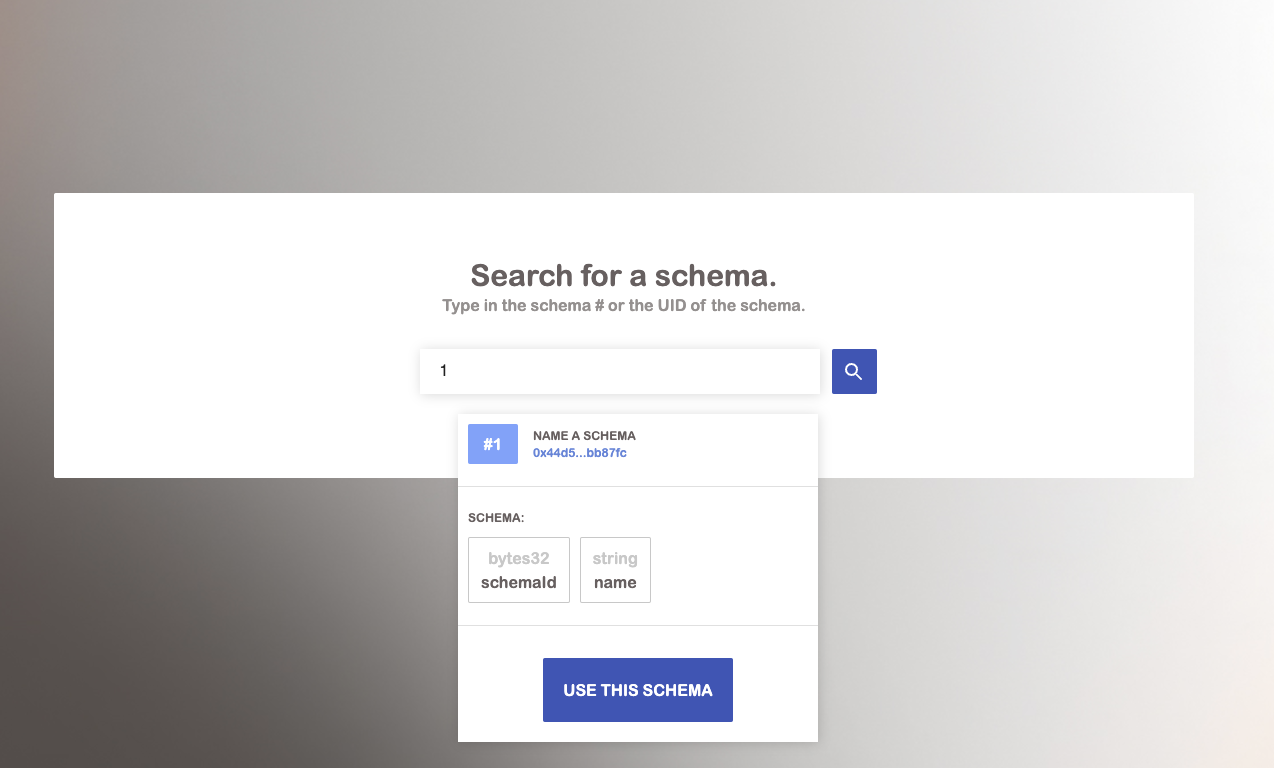 Search for a schema.
Type in the schema # or the UID of the schema.
1
#1
NAME A SCHEMA
0x44d5...bb87fc
SCHEMA:
bytes32
schemaId
string
name
USE THIS SCHEMA